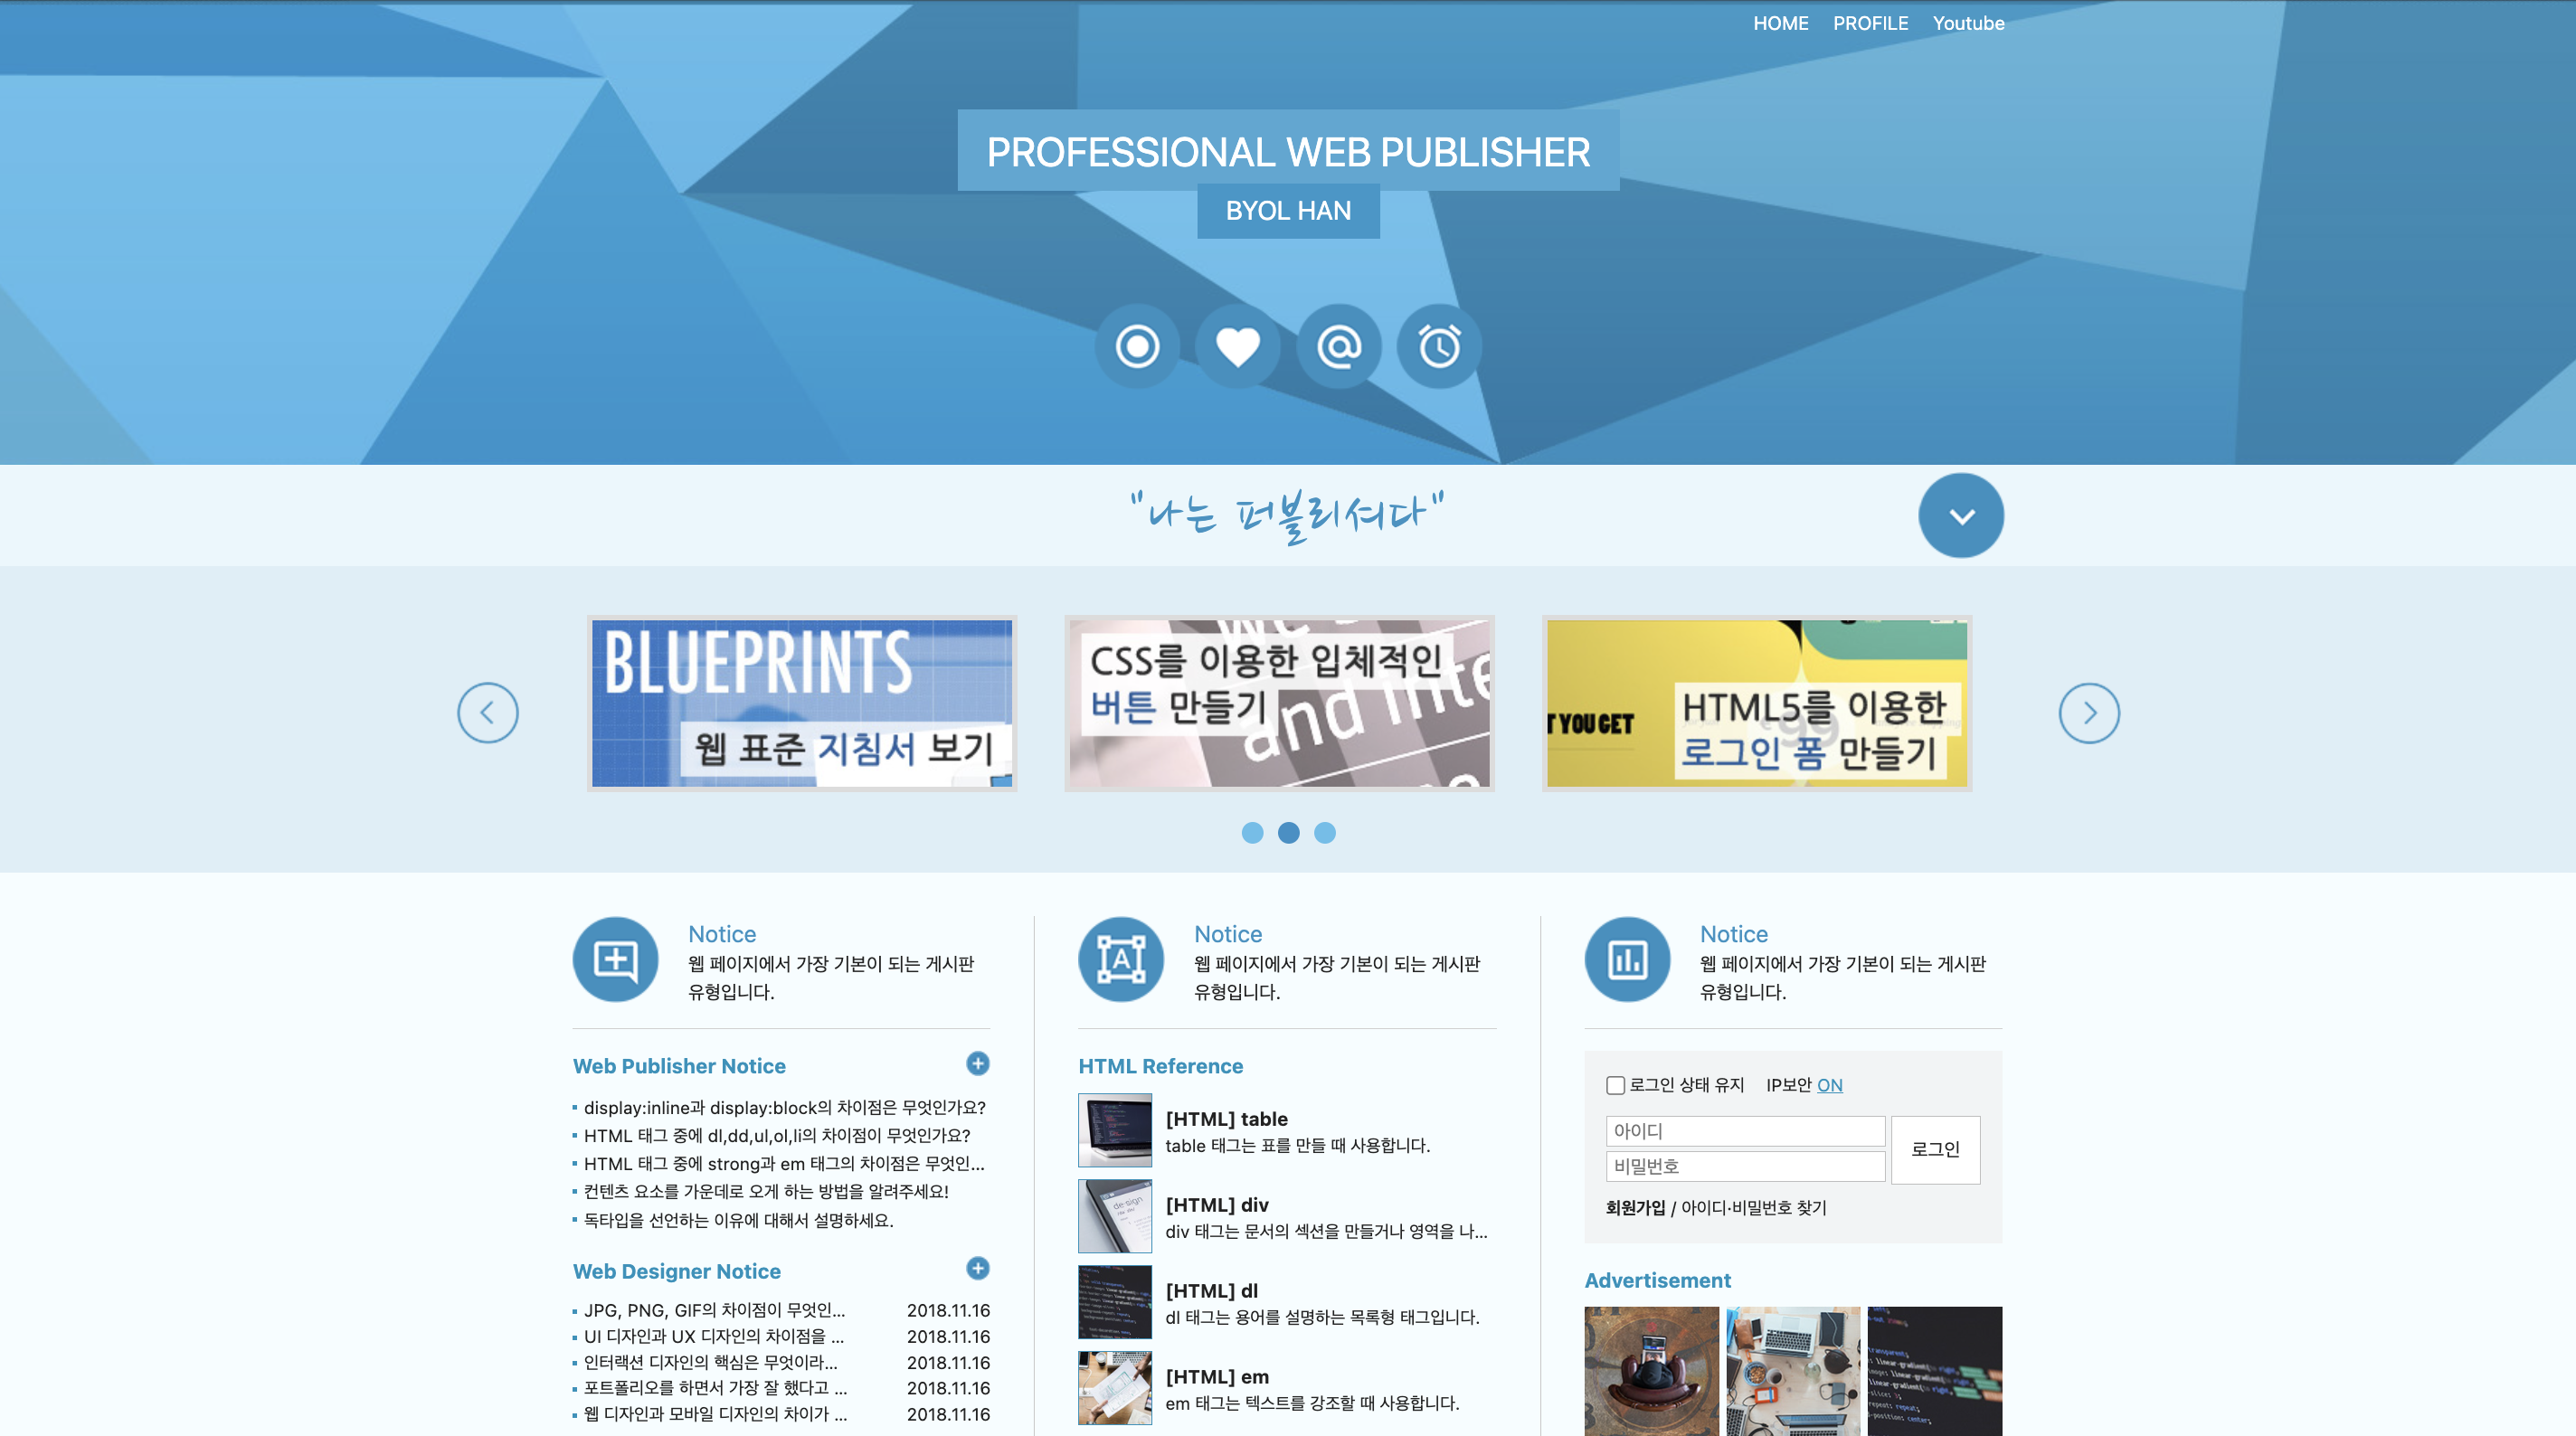 HOME PROFILE Youtube
PROFESSIONAL WEB PUBLISHER
BYOL HAN
"나는 퍼블리셔다"
BLUEPRINTS
웹 표준 지침서 보기
CSS를 이용한 입체적인
버튼 만들기
and inte
T YOU GET
HTML5를 이용한
로그인 폼 만들기
Notice
웹 페이지에서 가장 기본이 되는 게시판
유형입니다.
Web Publisher Notice
display:inline과 display:block의 차이점은 무엇인가요?
HTML 태그 중에 dl,dd,ul,ol,li의 차이점이 무엇인가요?
HTML 태그 중에 strong과 em 태그의 차이점은 무엇인...
컨텐츠 요소를 가운데로 오게 하는 방법을 알려주세요!
독타입을 선언하는 이유에 대해서 설명하세요.
Web Designer Notice
JPG, PNG, GIF의 차이점이 무엇인... 2018.11.16
UI 디자인과 UX 디자인의 차이점을 ... 2018.11.16
인터랙션 디자인의 핵심은 무엇이라... 2018.11.16
포트폴리오를 하면서 가장 잘 했다고 ... 2018.11.16
웹 디자인과 모바일 디자인의 차이가 ... 2018.11.16
Notice
웹 페이지에서 가장 기본이 되는 게시판
유형입니다.
HTML Reference
[HTML] table
table 태그는 표를 만들 때 사용합니다.
[HTML] div
div 태그는 문서의 섹션을 만들거나 영역을 나...
[HTML] dl
dl 태그는 용어를 설명하는 목록형 태그입니다.
[HTML] em
em 태그는 텍스트를 강조할 때 사용합니다.
Notice
웹 페이지에서 가장 기본이 되는 게시판
유형입니다.
로그인 상태 유지 IP보안 ON
아이디
비밀번호
로그인
회원가입 / 아이디·비밀번호 찾기
Advertisement